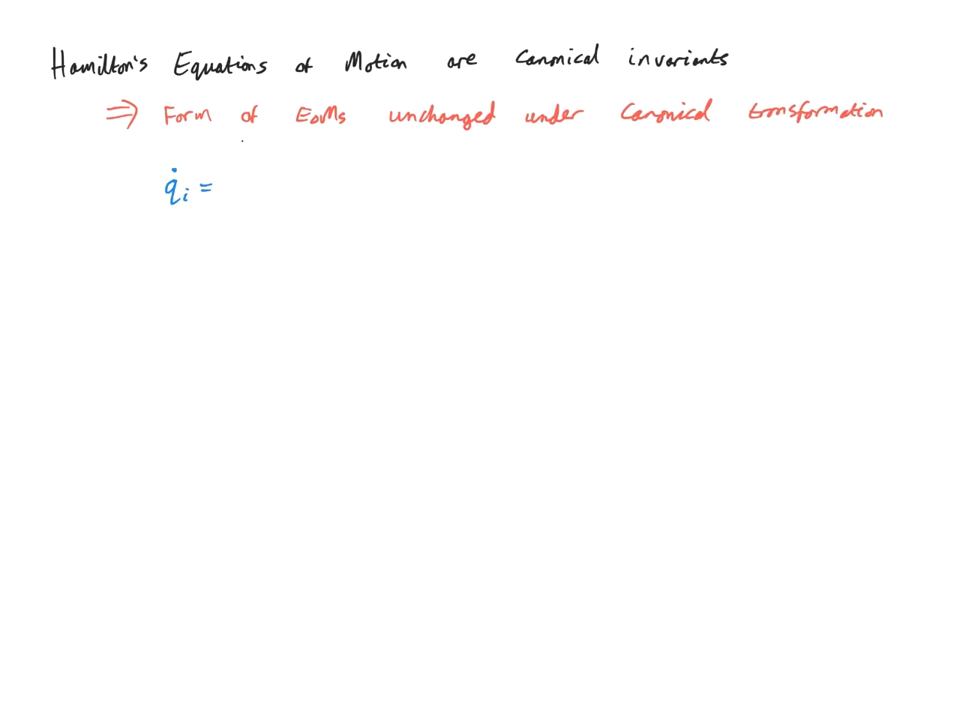 Hamilton's Equations of Motion are Canonical invariants
⇒ Form of EoMs unchanged under Canonical transformation
q̇ᵢ =